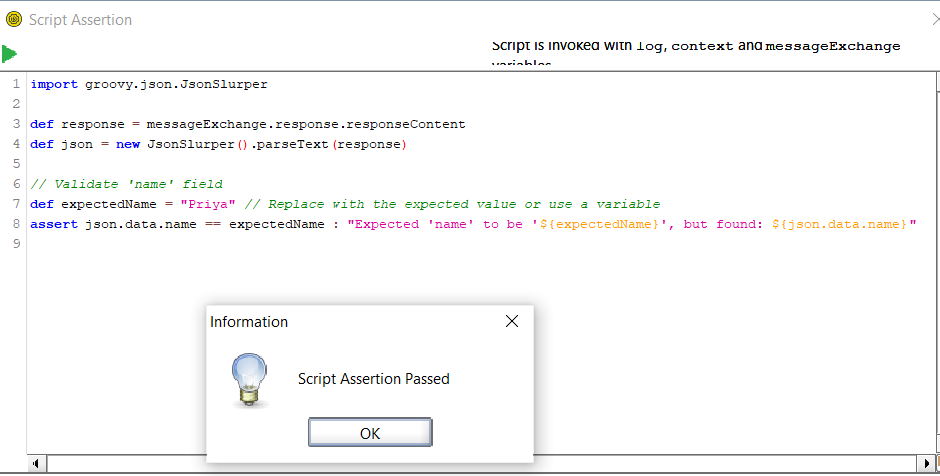 Script Assertion
Script is invoked with log, context and messageExchange
variables
1 import groovy.json.JsonSlurper
2
3 def response = messageExchange.response.responseContent
4 def json = new JsonSlurper().parseText(response)
5
6 // Validate 'name' field
7 def expectedName = "Priya" // Replace with the expected value or use a variable
8 assert json.data.name == expectedName : "Expected 'name' to be '${expectedName}', but found: ${json.data.name}"
9
Information
Script Assertion Passed
OK